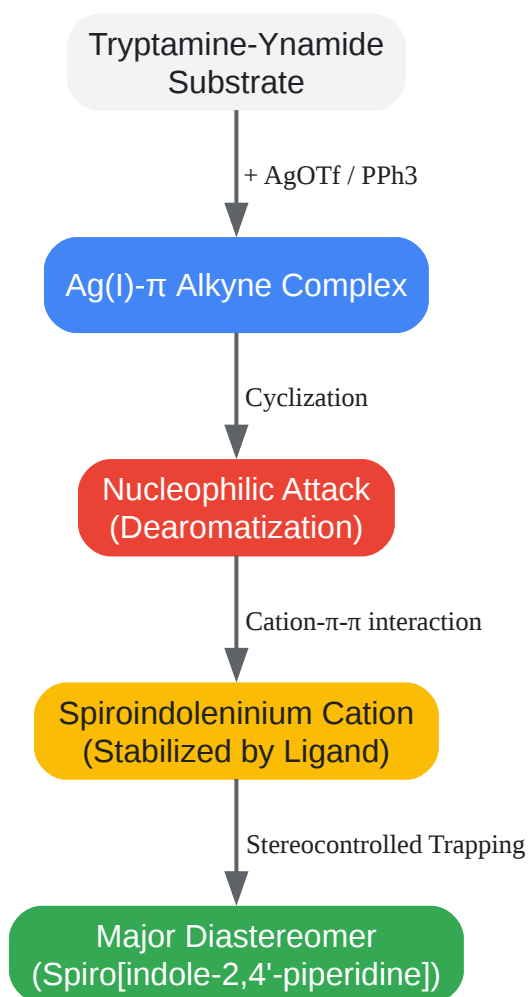 Tryptamine-Ynamide
Substrate
+ AgOTf / PPh3
Ag(I)-π Alkyne Complex
Cyclization
Nucleophilic Attack
(Dearomatization)
Cation-π-π interaction
Spiroindoleninium Cation
(Stabilized by Ligand)
Stereocontrolled Trapping
Major Diastereomer
(Spiro[indole-2,4'-piperidine])